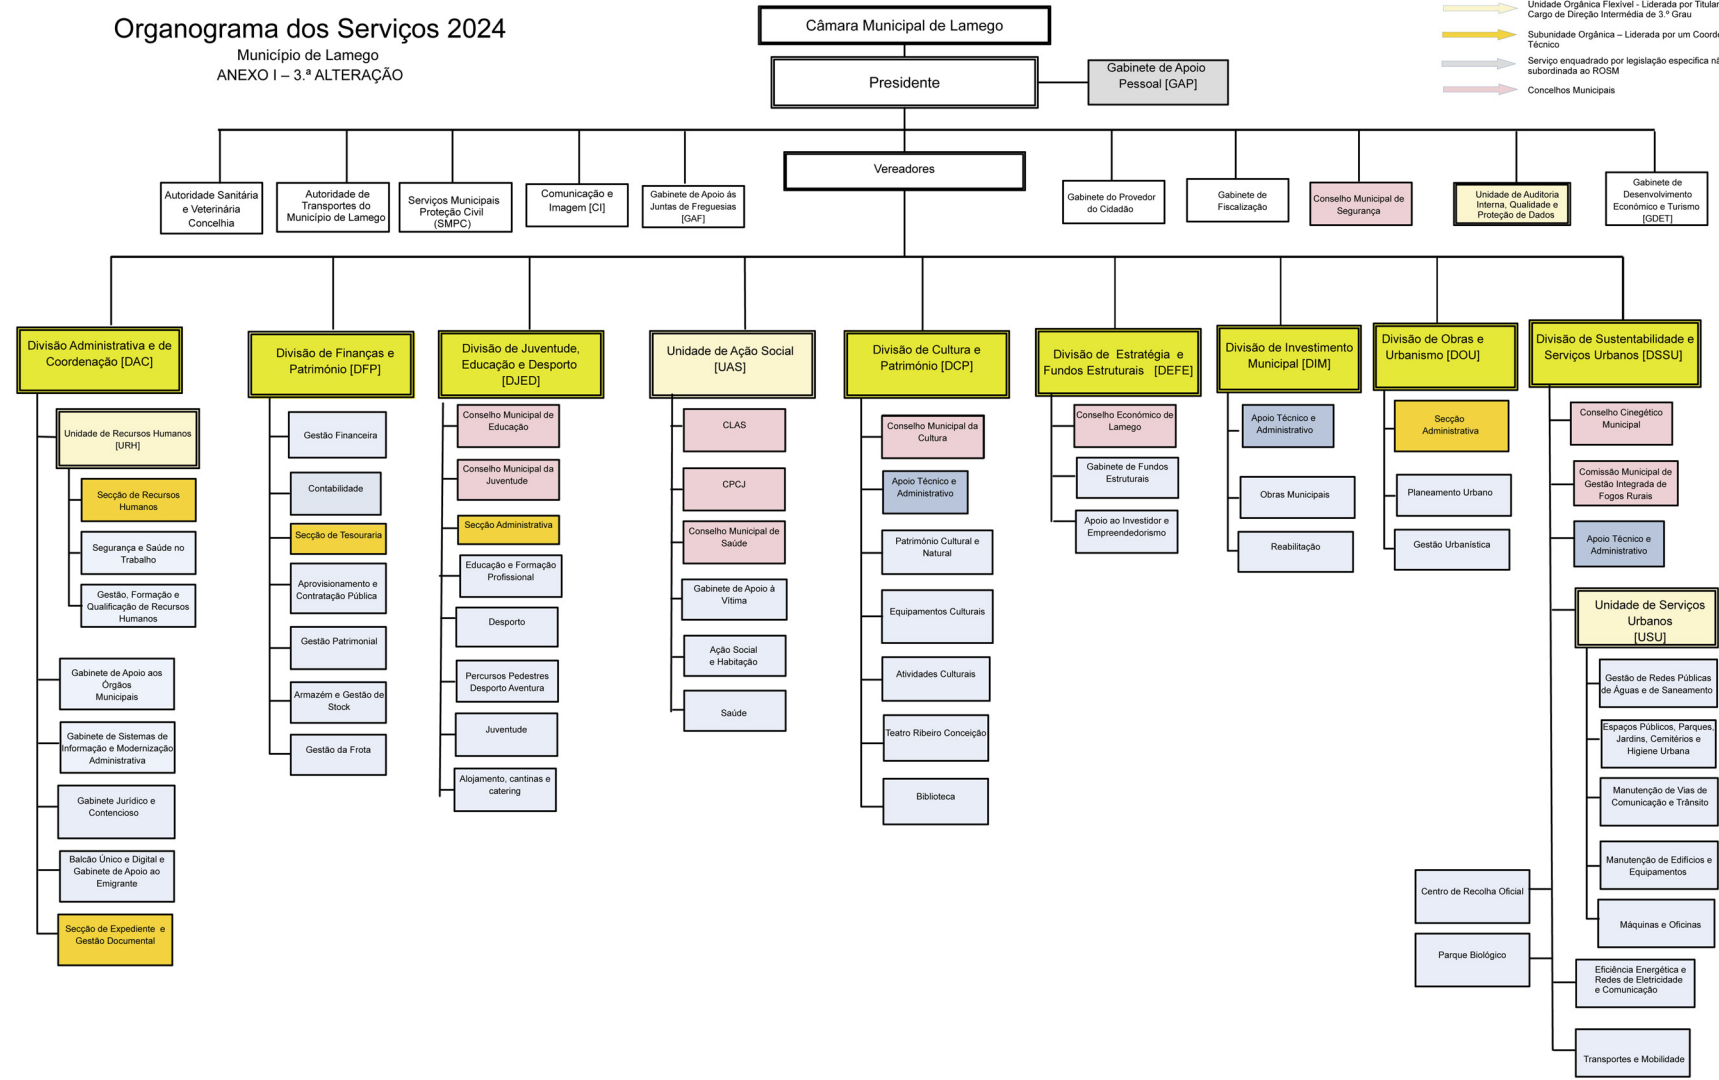 Organograma dos Serviços 2024
Município de Lamego
ANEXO I – 3.ª ALTERAÇÃO
Câmara Municipal de Lamego
Presidente
Gabinete de Apoio
Pessoal [GAP]
Unidade Orgânica Flexível - Liderada por Titular
Cargo de Direção Intermédia de 3.º Grau
Subunidade Orgânica – Liderada por um Coorde
Técnico
Serviço enquadrado por legislação especifica nã
subordinada ao ROSM
Concelhos Municipais
Vereadores
Autoridade Sanitária
e Veterinária
Concelhia
Autoridade de
Transportes do
Município de Lamego
Serviços Municipais
Proteção Civil
(SMPC)
Comunicação e
Imagem [CI]
Gabinete de Apoio ás
Juntas de Freguesias
[GAF]
Gabinete do Provedor
do Cidadão
Gabinete de
Fiscalização
Conselho Municipal de
Segurança
Unidade de Auditoria
Interna, Qualidade e
Proteção de Dados
Gabinete de
Desenvolvimento
Económico e Turismo
[GDET]
Divisão Administrativa e de
Coordenação [DAC]
Unidade de Recursos Humanos
[URH]
Secção de Recursos
Humanos
Segurança e Saúde no
Trabalho
Gestão, Formação e
Qualificação de Recursos
Humanos
Gabinete de Apoio aos
Órgãos
Municipais
Gabinete de Sistemas de
Informação e Modernização
Administrativa
Gabinete Jurídico e
Contencioso
Balcão Único e Digital e
Gabinete de Apoio ao
Emigrante
Secção de Expediente e
Gestão Documental
Divisão de Finanças e
Património [DFP]
Gestão Financeira
Contabilidade
Secção de Tesouraria
Aprovisionamento e
Contratação Pública
Gestão Patrimonial
Armazém e Gestão de
Stock
Gestão da Frota
Divisão de Juventude,
Educação e Desporto
[DJED]
Conselho Municipal de
Educação
Conselho Municipal da
Juventude
Secção Administrativa
Educação e Formação
Profissional
Desporto
Percursos Pedestres
Desporto Aventura
Juventude
Alojamento, cantinas e
catering
Unidade de Ação Social
[UAS]
CLAS
CPCJ
Conselho Municipal de
Saúde
Gabinete de Apoio à
Vítima
Ação Social
e Habitação
Saúde
Divisão de Cultura e
Património [DCP]
Conselho Municipal da
Cultura
Apoio Técnico e
Administrativo
Património Cultural e
Natural
Equipamentos Culturais
Atividades Culturais
Teatro Ribeiro Conceição
Biblioteca
Divisão de Estratégia e
Fundos Estruturais [DEFE]
Conselho Económico de
Lamego
Gabinete de Fundos
Estruturais
Apoio ao Investidor e
Empreendedorismo
Divisão de Investimento
Municipal [DIM]
Apoio Técnico e
Administrativo
Obras Municipais
Reabilitação
Divisão de Obras e
Urbanismo [DOU]
Secção
Administrativa
Planeamento Urbano
Gestão Urbanística
Divisão de Sustentabilidade e
Serviços Urbanos [DSSU]
Conselho Cinegético
Municipal
Comissão Municipal de
Gestão Integrada de
Fogos Rurais
Apoio Técnico e
Administrativo
Unidade de Serviços
Urbanos
[USU]
Gestão de Redes Públicas
de Águas e de Saneamento
Espaços Públicos, Parques,
Jardins, Cemitérios e
Higiene Urbana
Manutenção de Vias de
Comunicação e Trânsito
Manutenção de Edifícios e
Equipamentos
Máquinas e Oficinas
Centro de Recolha Oficial
Parque Biológico
Eficiência Energética e
Redes de Eletricidade
e Comunicação
Transportes e Mobilidade